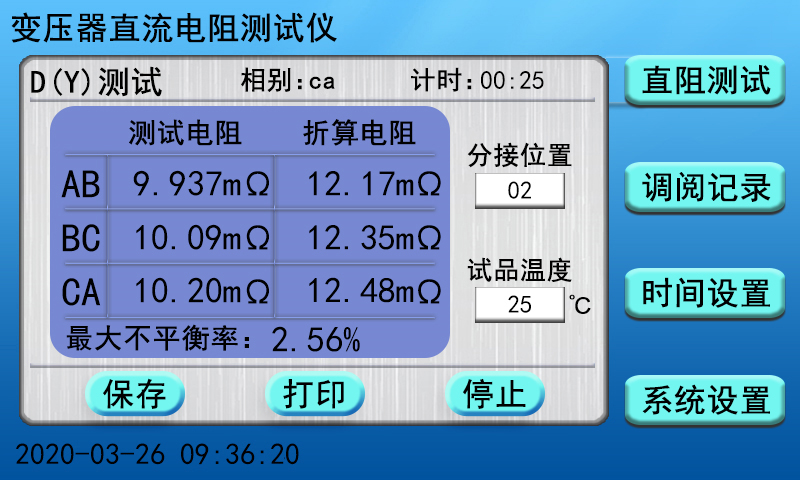 变压器直流电阻测试仪
D(Y)测试 相别:ca 计时:00:25
测试电阻 折算电阻
AB 9.937mΩ 12.17mΩ
BC 10.09mΩ 12.35mΩ
CA 10.20mΩ 12.48mΩ
最大不平衡率：2.56%
分接位置
02
试品温度
25 ℃
保存 打印 停止
直阻测试
调阅记录
时间设置
系统设置
2020-03-26 09:36:20